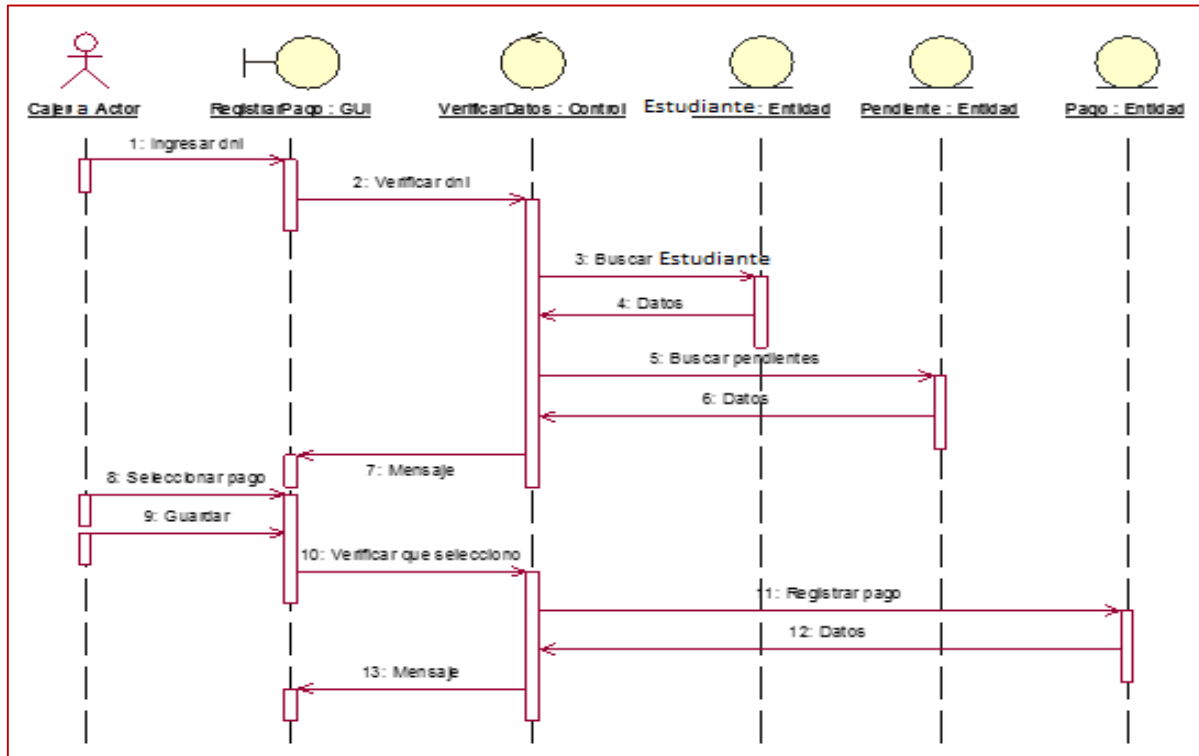 Cajera Actor
RegistrarPago : GUI
VerificarDatos : Control
Estudiante : Entidad
Pendiente : Entidad
Pago : Entidad
1: Ingresar dni
2: Verificar dni
3: Buscar Estudiante
4: Datos
5: Buscar pendientes
6: Datos
7: Mensaje
8: Seleccionar pago
9: Guardar
10: Verificar que selecciono
11: Registrar pago
12: Datos
13: Mensaje